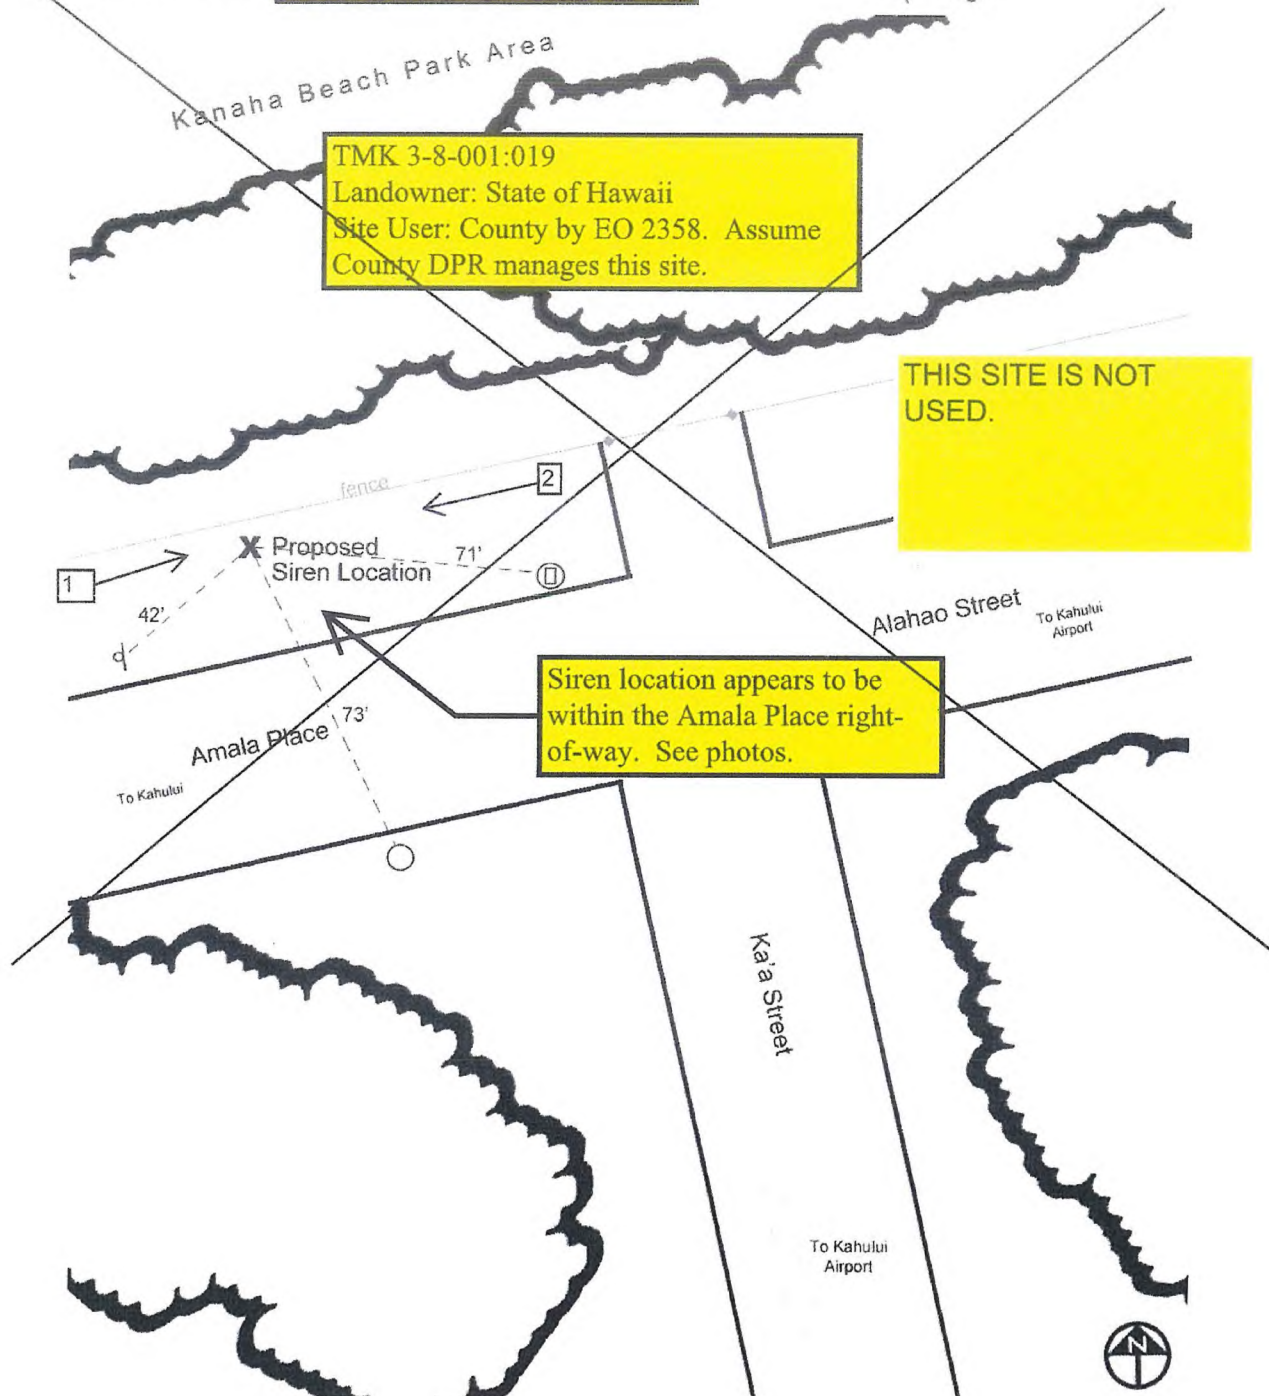 Kanaha Beach Park Area
TMK 3-8-001:019
Landowner: State of Hawaii
Site User: County by EO 2358.  Assume
County DPR manages this site.
THIS SITE IS NOT
USED.
fence
2
X Proposed
Siren Location
71'
1
42'
Alahao Street
To Kahului
Airport
Siren location appears to be
within the Amala Place right-
of-way.  See photos.
73'
Amala Place
To Kahului
Ka'a Street
To Kahului
Airport
N